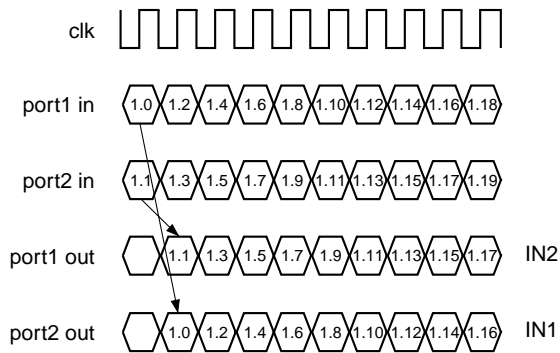 clk
port1 in 1.0 1.2 1.4 1.6 1.8 1.10 1.12 1.14 1.16 1.18
port2 in 1.1 1.3 1.5 1.7 1.9 1.11 1.13 1.15 1.17 1.19
port1 out 1.1 1.3 1.5 1.7 1.9 1.11 1.13 1.15 1.17 IN2
port2 out 1.0 1.2 1.4 1.6 1.8 1.10 1.12 1.14 1.16 IN1